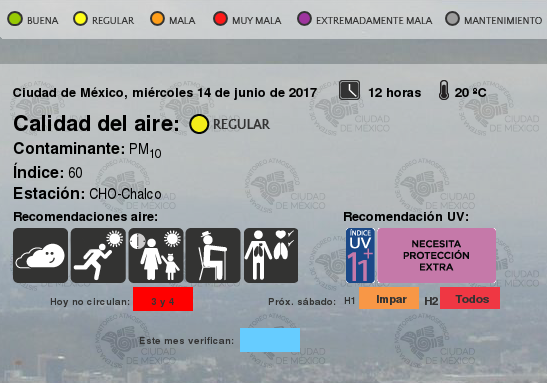 BUENA REGULAR MALA MUY MALA EXTREMADAMENTE MALA MANTENIMIENTO
Ciudad de México, miércoles 14 de junio de 2017 12 horas 20 ºC
Calidad del aire: REGULAR
Contaminante: PM10
Índice: 60
Estación: CHO-Chalco
Recomendaciones aire: Recomendación UV:
ÍNDICE UV 11+
NECESITA
PROTECCIÓN
EXTRA
Hoy no circulan: 3 y 4 Próx. sábado: H1 Impar H2 Todos
Este mes verifican:
CIUDAD
DE MÉXICO